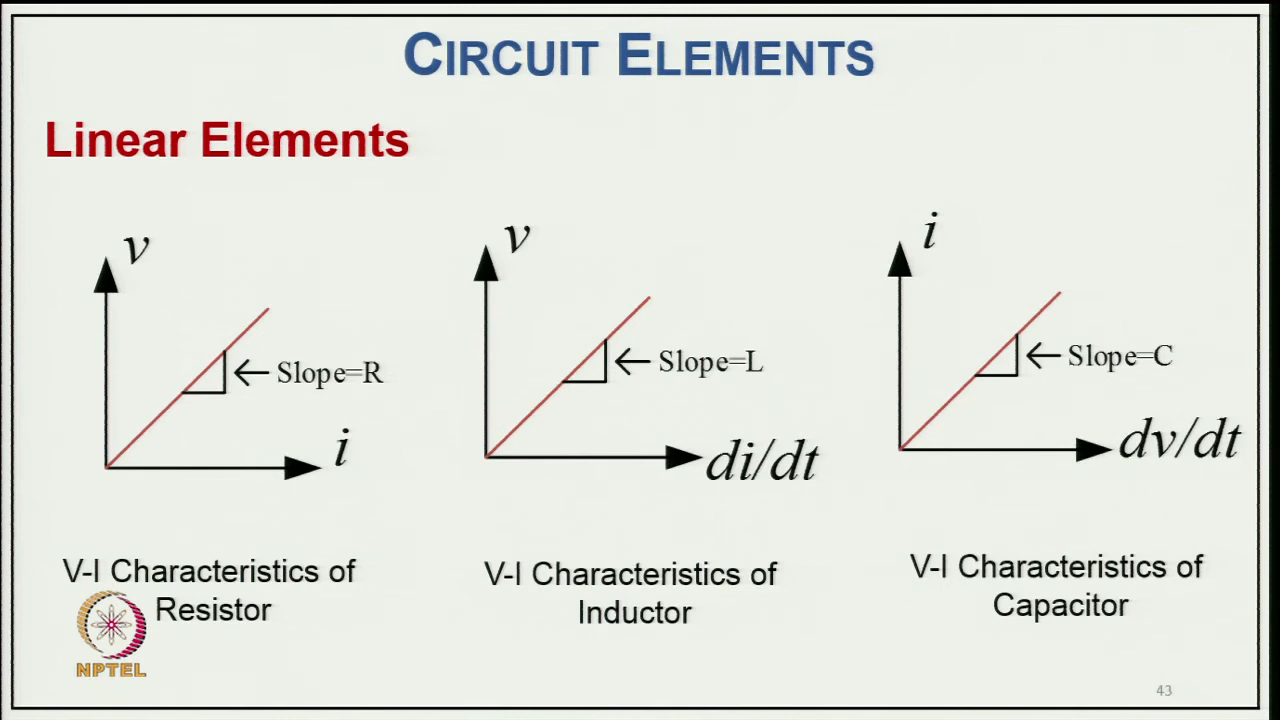 CIRCUIT ELEMENTS
Linear Elements
v
Slope=R
i
V-I Characteristics of
Resistor
v
Slope=L
di/dt
V-I Characteristics of
Inductor
i
Slope=C
dv/dt
V-I Characteristics of
Capacitor
NPTEL
43